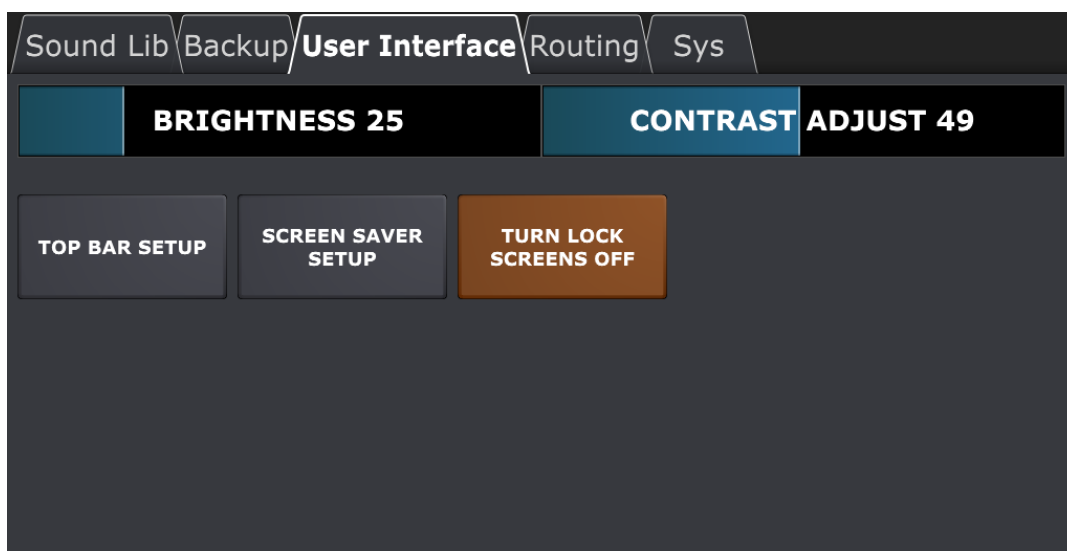 Sound Lib Backup User Interface Routing Sys
BRIGHTNESS 25 CONTRAST ADJUST 49
TOP BAR SETUP
SCREEN SAVER
SETUP
TURN LOCK
SCREENS OFF